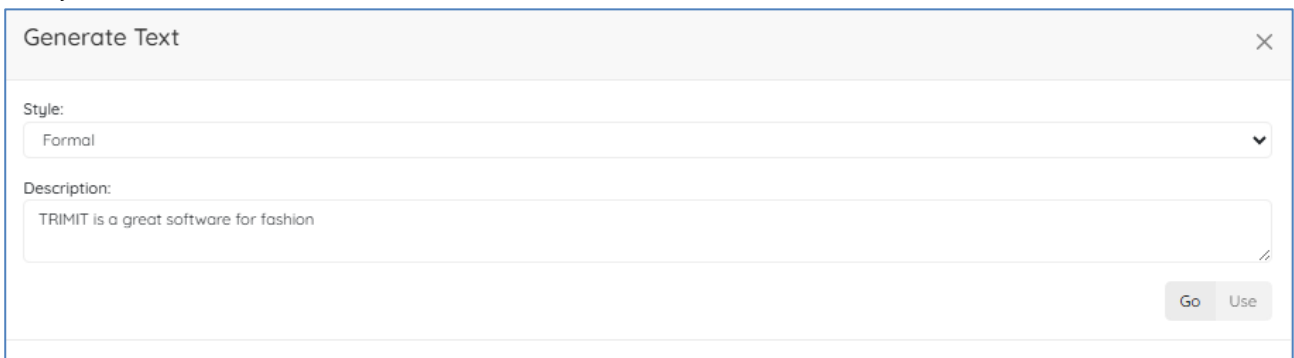 Generate Text
Style:
Formal
Description:
TRIMIT is a great software for fashion
Go Use